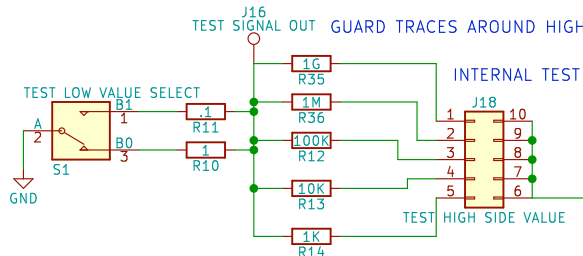 J16
TEST SIGNAL OUT
GUARD TRACES AROUND HIGH
1G
R35
INTERNAL TEST
TEST LOW VALUE SELECT
A
2
B1
1
B0
3
S1
GND
.1
R11
1
R10
1M
R36
100K
R12
10K
R13
1K
R14
J18
1 10
2 9
3 8
4 7
5 6
TEST HIGH SIDE VALUE